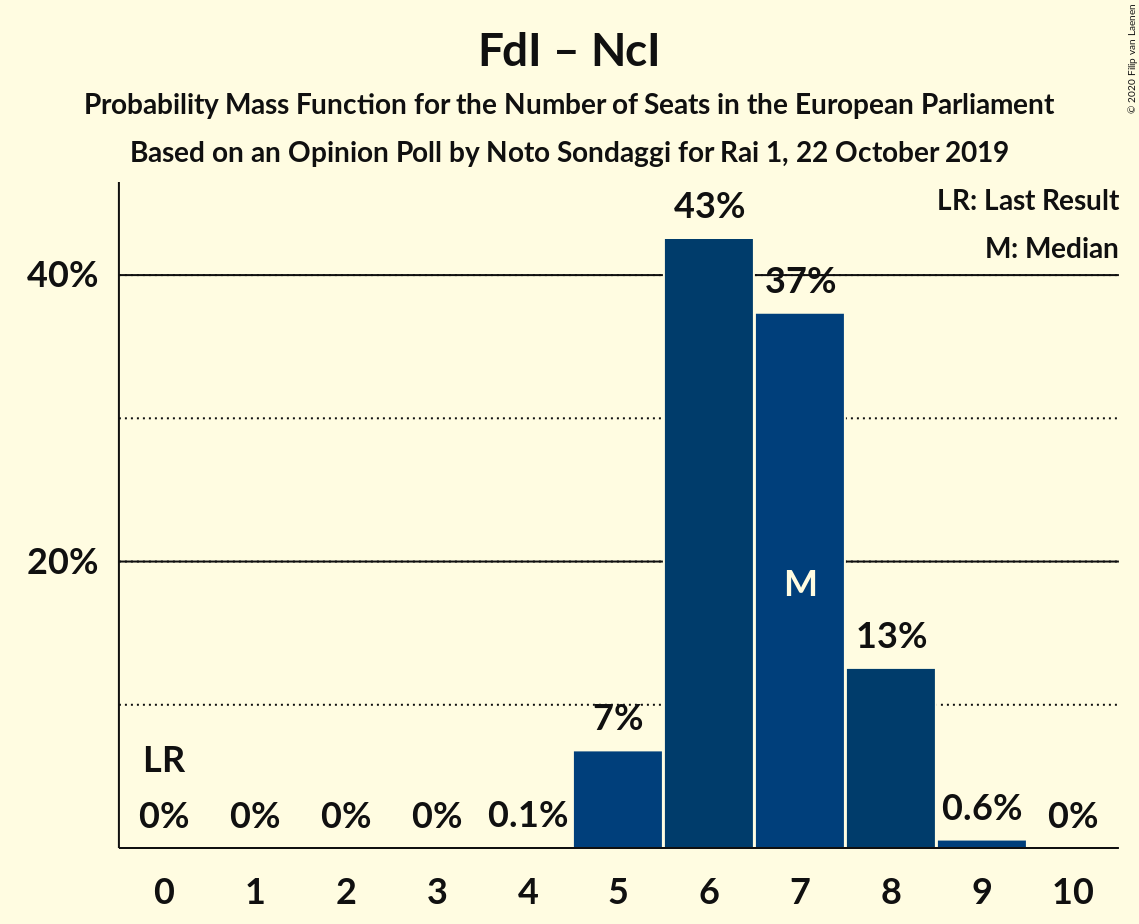 FdI – NcI
Probability Mass Function for the Number of Seats in the European Parliament
Based on an Opinion Poll by Noto Sondaggi for Rai 1, 22 October 2019
© 2020 Filip van Laenen
LR: Last Result
M: Median
43%
40%
37%
20%
M
13%
7%
LR
0% 0% 0% 0% 0.1% 0.6% 0%
0 1 2 3 4 5 6 7 8 9 10